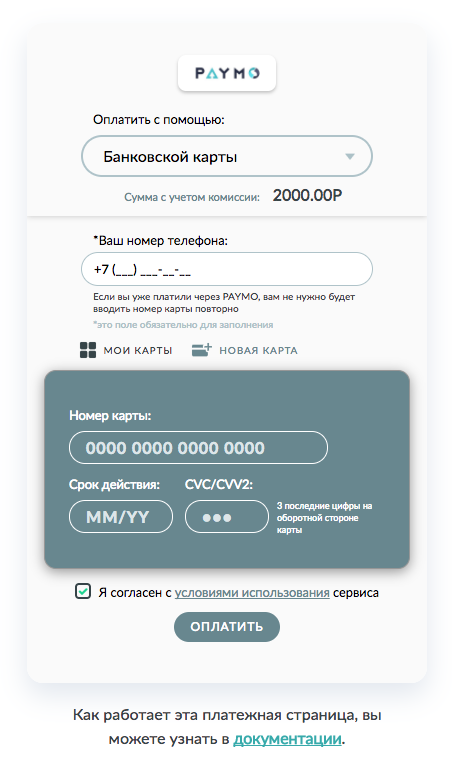 PAYMO
Оплатить с помощью:
Банковской карты
Сумма с учетом комиссии: 2000.00Р
*Ваш номер телефона:
+7 (___) ___-__-__
Если вы уже платили через PAYMO, вам не нужно будет
вводить номер карты повторно
*это поле обязательно для заполнения
МОИ КАРТЫ НОВАЯ КАРТА
Номер карты:
0000 0000 0000 0000
Срок действия: CVC/CVV2:
MM/YY ●●● 3 последние цифры на
оборотной стороне
карты
Я согласен с условиями использования сервиса
ОПЛАТИТЬ
Как работает эта платежная страница, вы
можете узнать в документации.